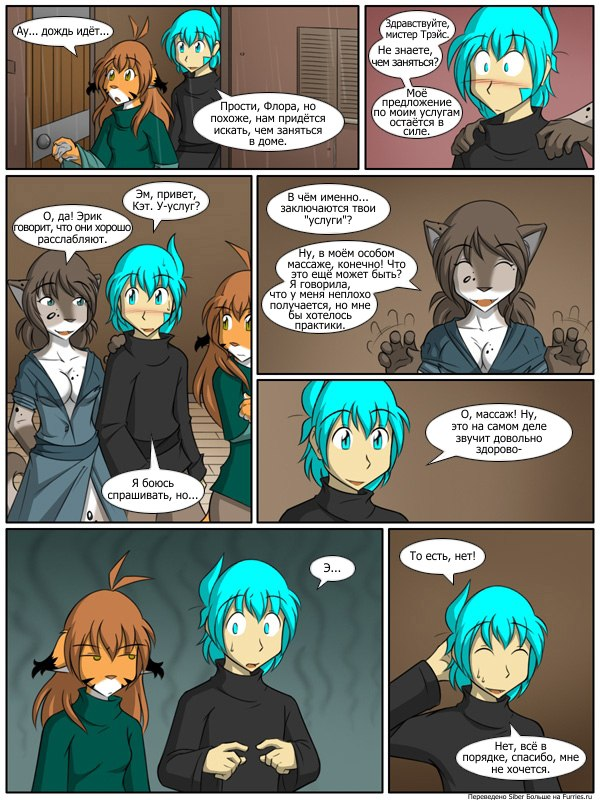 Ау... дождь идёт...
Прости, Флора, но
похоже, нам придётся
искать, чем заняться
в доме.
Здравствуйте,
мистер Трэйс.
Не знаете,
чем заняться?
Моё
предложение
по моим услугам
остаётся в
силе.
О, да! Эрик
говорит, что они хорошо
расслабляют.
Эм, привет,
Кэт. У-услуг?
Я боюсь
спрашивать, но...
В чём именно...
заключаются твои
"услуги"?
Ну, в моём особом
массаже, конечно! Что
это ещё может быть?
Я говорила,
что у меня неплохо
получается, но мне
бы хотелось
практики.
О, массаж! Ну,
это на самом деле
звучит довольно
здорово-
Э...
То есть, нет!
Нет, всё в
порядке, спасибо, мне
не хочется.
Переведено Siber Больше на Furries.ru